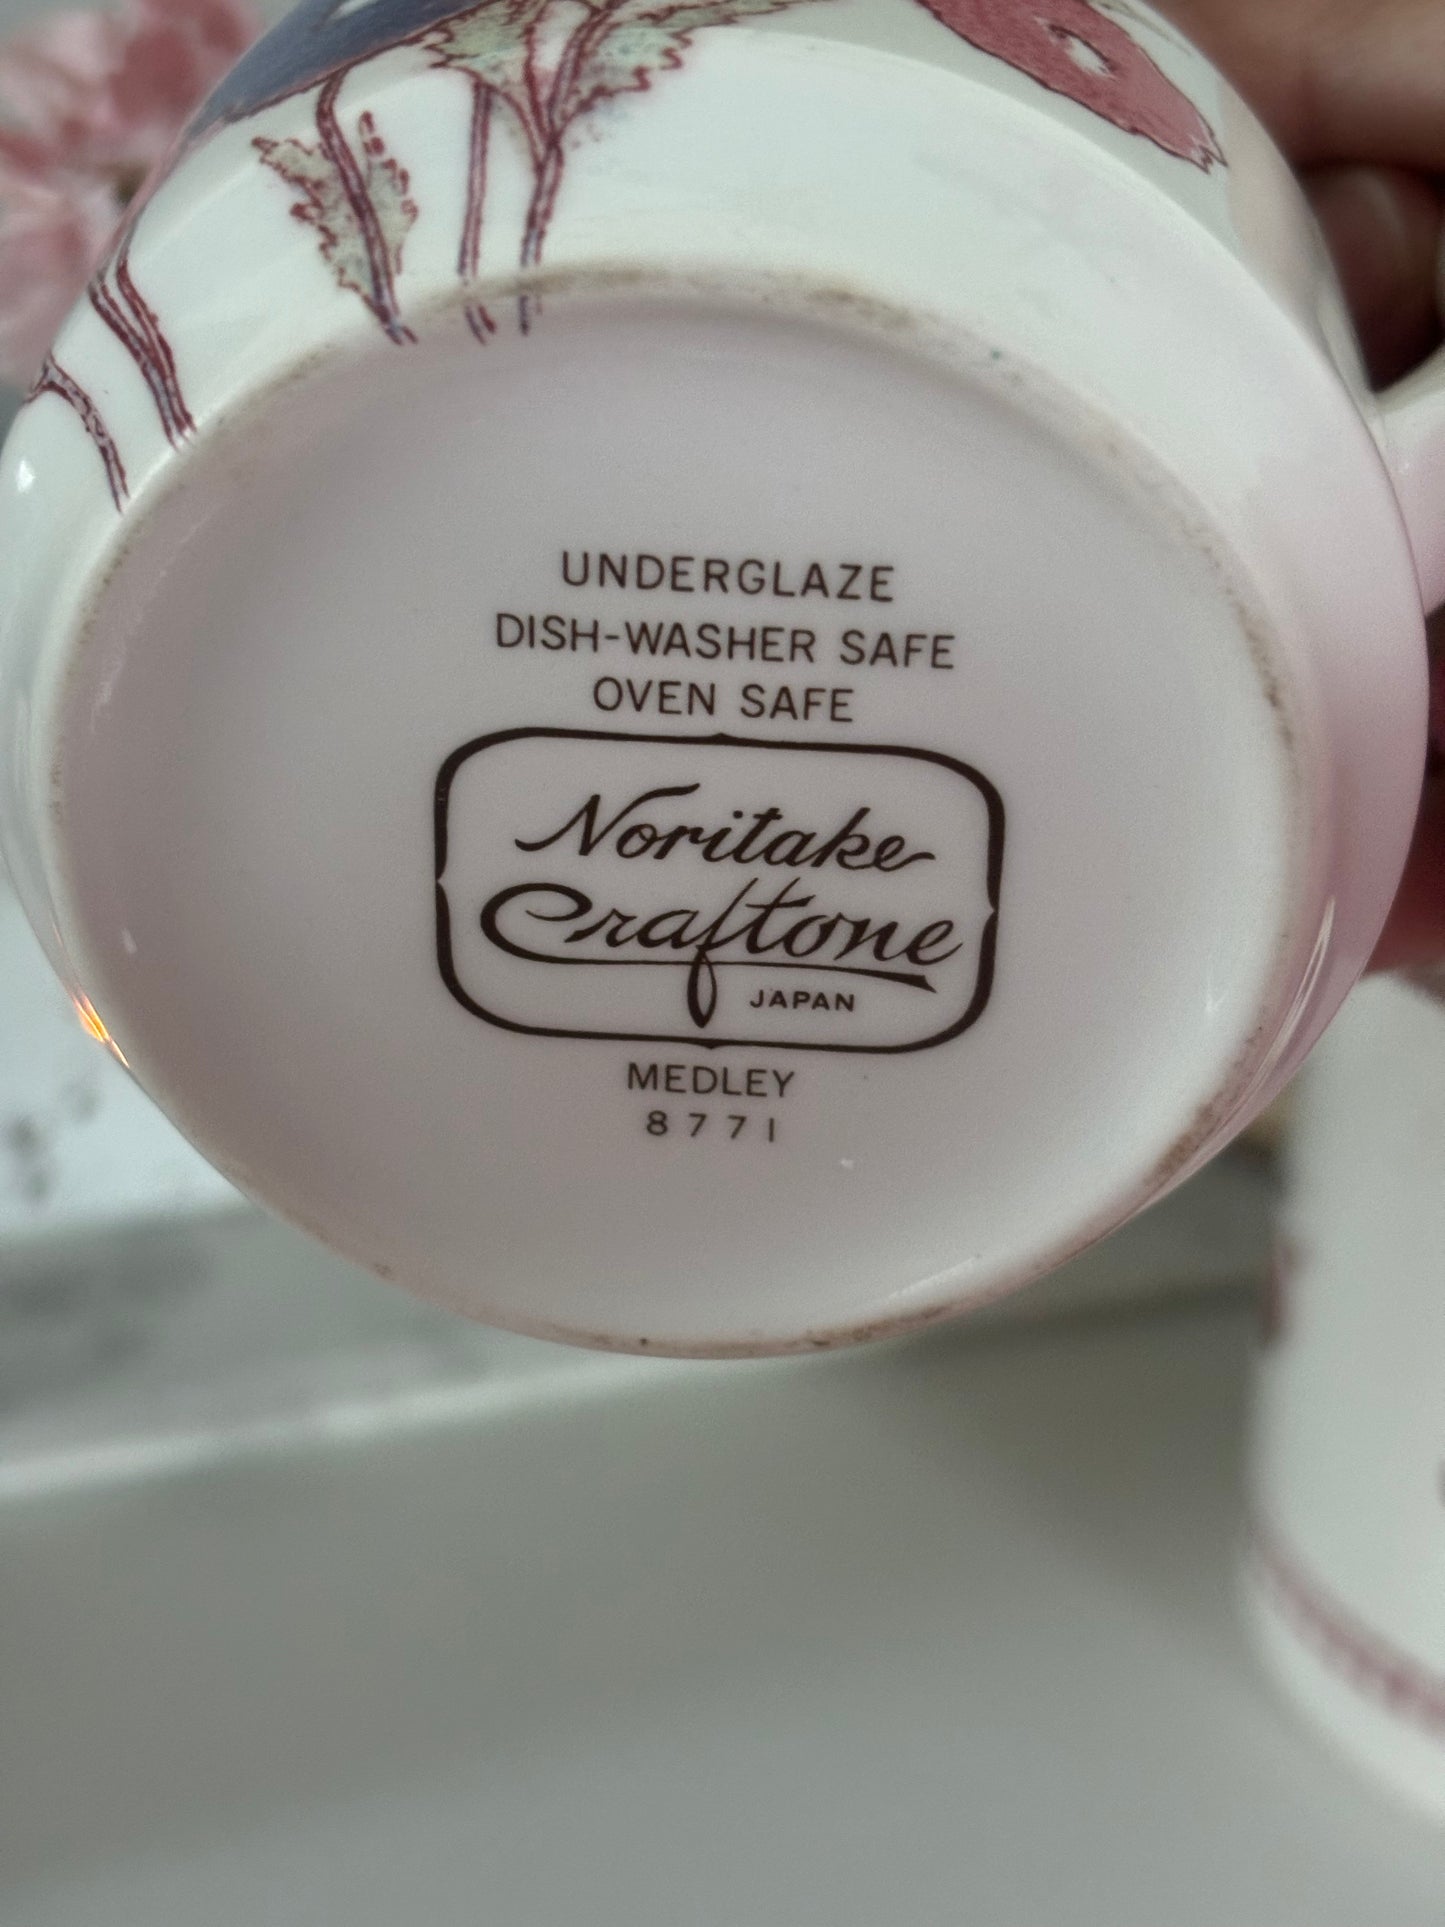 UNDERGLAZE
DISH-WASHER SAFE
OVEN SAFE
Noritake
Craftone
JAPAN
MEDLEY
8771